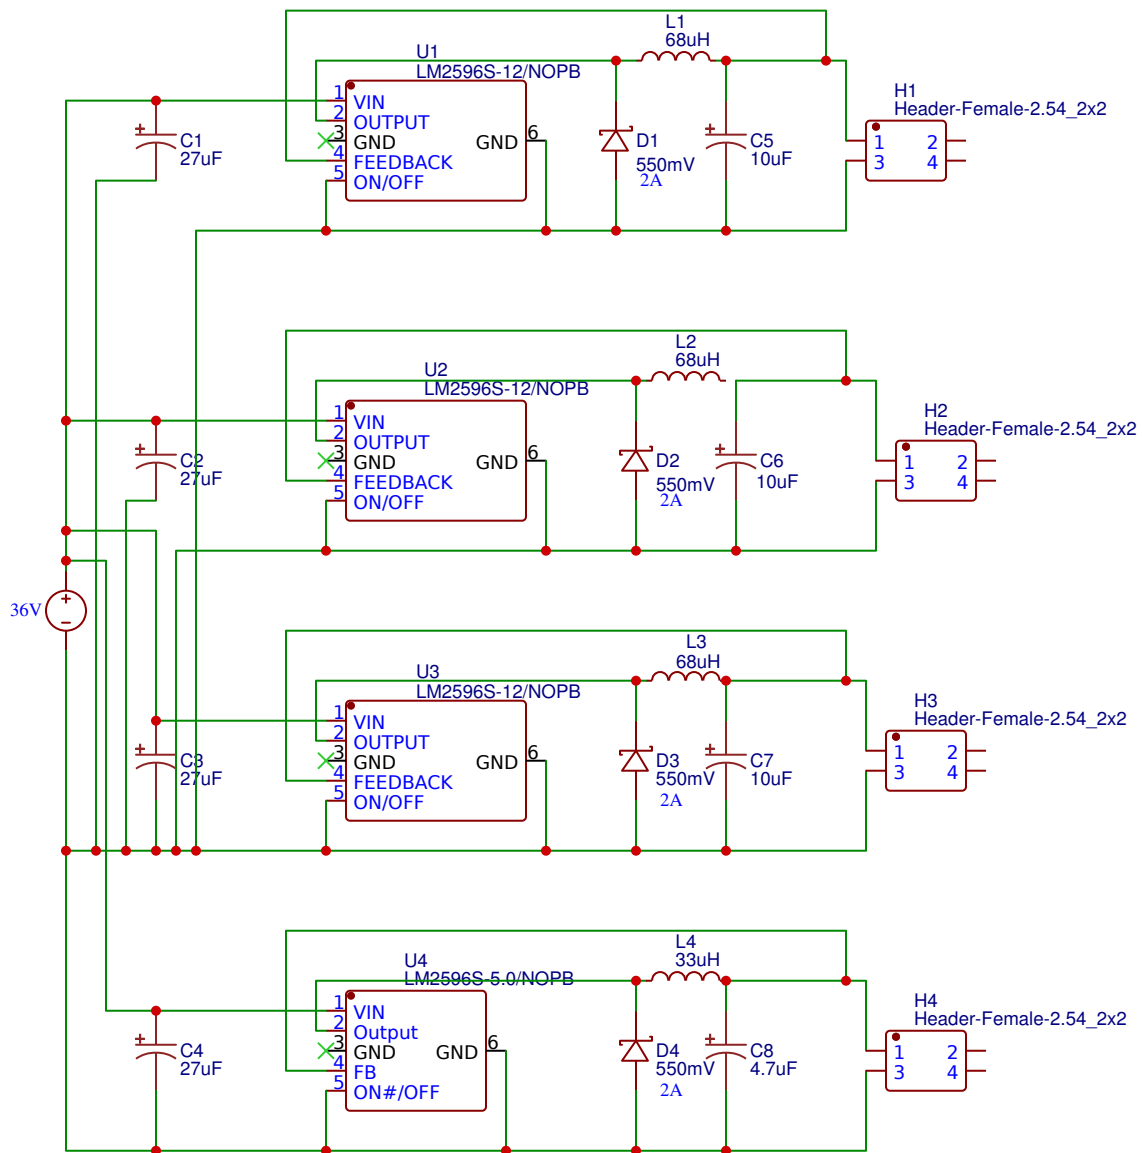 L1
68uH
U1
LM2596S-12/NOPB
1 VIN
2 OUTPUT
3 GND
4 FEEDBACK
5 ON/OFF
GND 6
C1
27uF
D1
550mV
2A
C5
10uF
H1
Header-Female-2.54_2x2
1 2
3 4
L2
68uH
U2
LM2596S-12/NOPB
1 VIN
2 OUTPUT
3 GND
4 FEEDBACK
5 ON/OFF
GND 6
C2
27uF
D2
550mV
2A
C6
10uF
H2
Header-Female-2.54_2x2
1 2
3 4
36V
L3
68uH
U3
LM2596S-12/NOPB
1 VIN
2 OUTPUT
3 GND
4 FEEDBACK
5 ON/OFF
GND 6
C3
27uF
D3
550mV
2A
C7
10uF
H3
Header-Female-2.54_2x2
1 2
3 4
L4
33uH
U4
LM2596S-5.0/NOPB
1 VIN
2 Output
3 GND
4 FB
5 ON#/OFF
GND 6
C4
27uF
D4
550mV
2A
C8
4.7uF
H4
Header-Female-2.54_2x2
1 2
3 4